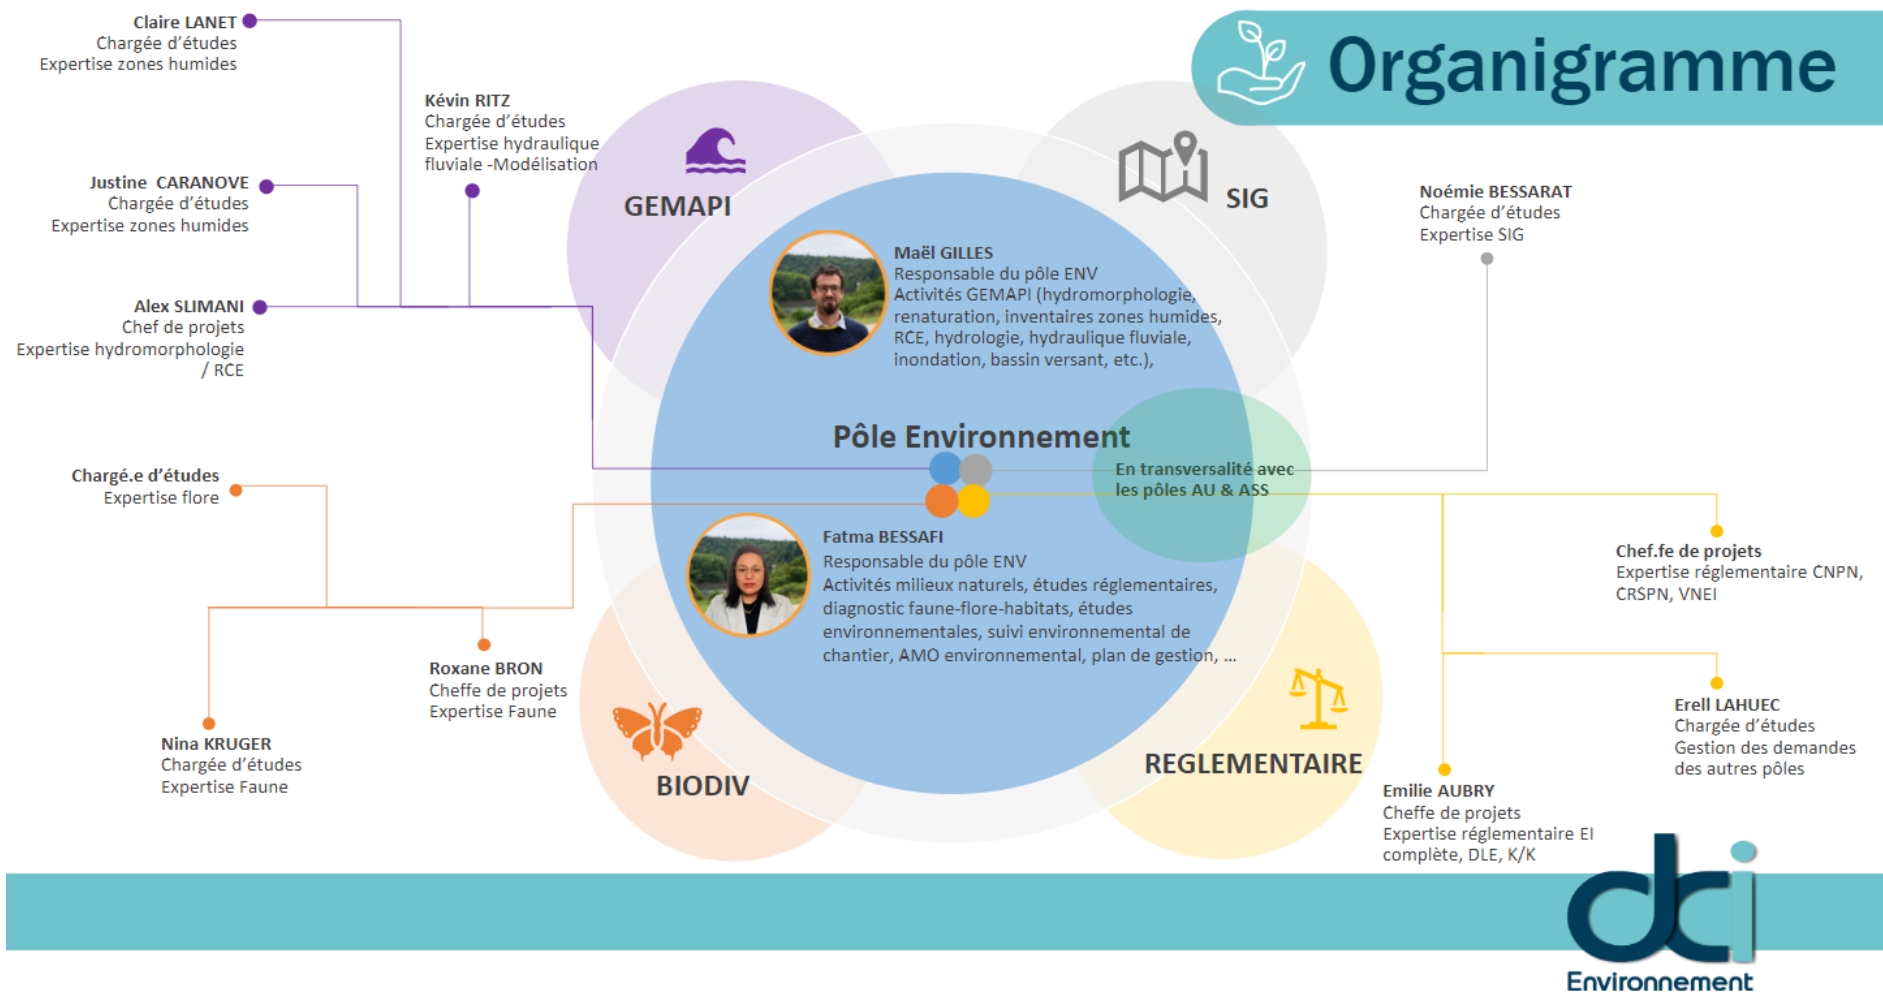 Organigramme
Claire LANET
Chargée d'études
Expertise zones humides
Kévin RITZ
Chargée d'études
Expertise hydraulique
fluviale -Modélisation
Justine  CARANOVE
Chargée d'études
Expertise zones humides
Alex SLIMANI
Chef de projets
Expertise hydromorphologie
/ RCE
GEMAPI
SIG
Noémie BESSARAT
Chargée d'études
Expertise SIG
Maël GILLES
Responsable du pôle ENV
Activités GEMAPI (hydromorphologie,
renaturation, inventaires zones humides,
RCE, hydrologie, hydraulique fluviale,
inondation, bassin versant, etc.),
Pôle Environnement
En transversalité avec
les pôles AU & ASS
Chargé.e d'études
Expertise flore
Fatma BESSAFI
Responsable du pôle ENV
Activités milieux naturels, études réglementaires,
diagnostic faune-flore-habitats, études
environnementales, suivi environnemental de
chantier, AMO environnemental, plan de gestion, ...
Chef.fe de projets
Expertise réglementaire CNPN,
CRSPN, VNEI
Roxane BRON
Cheffe de projets
Expertise Faune
Nina KRUGER
Chargée d'études
Expertise Faune
BIODIV
REGLEMENTAIRE
Erell LAHUEC
Chargée d'études
Gestion des demandes
des autres pôles
Emilie AUBRY
Cheffe de projets
Expertise réglementaire EI
complète, DLE, K/K
dci
Environnement